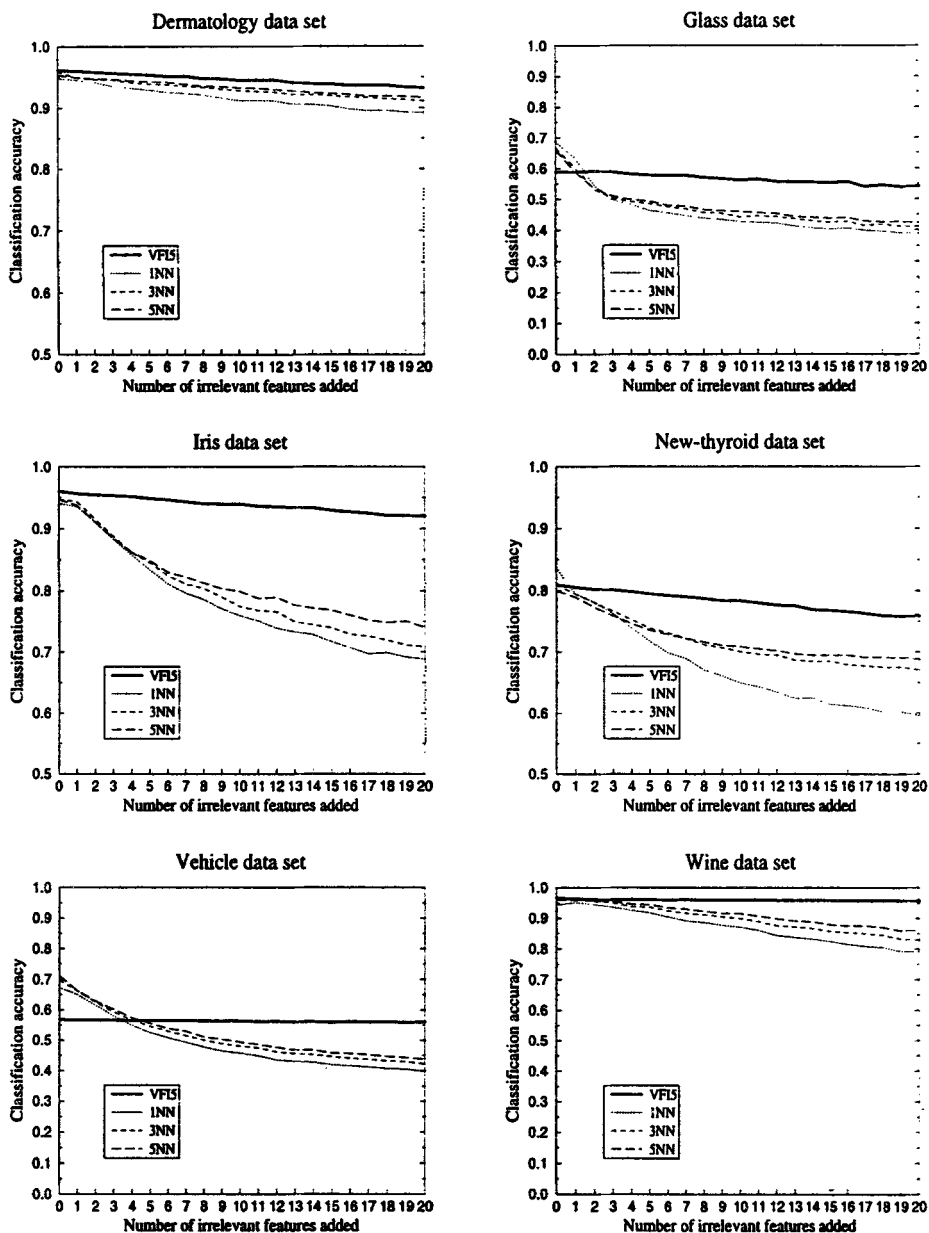 Dermatology data set
1.0
0.9
0.8
0.7
0.6
0.5
Classification accuracy
VFI5
1NN
3NN
5NN
0 1 2 3 4 5 6 7 8 9 10 11 12 13 14 15 16 17 18 19 20
Number of irrelevant features added
Glass data set
1.0
0.9
0.8
0.7
0.6
0.5
0.4
0.3
0.2
0.1
0.0
Classification accuracy
VFI5
1NN
3NN
5NN
0 1 2 3 4 5 6 7 8 9 10 11 12 13 14 15 16 17 18 19 20
Number of irrelevant features added
Iris data set
1.0
0.9
0.8
0.7
0.6
0.5
Classification accuracy
VFI5
1NN
3NN
5NN
0 1 2 3 4 5 6 7 8 9 10 11 12 13 14 15 16 17 18 19 20
Number of irrelevant features added
New-thyroid data set
1.0
0.9
0.8
0.7
0.6
0.5
Classification accuracy
VFI5
1NN
3NN
5NN
0 1 2 3 4 5 6 7 8 9 10 11 12 13 14 15 16 17 18 19 20
Number of irrelevant features added
Vehicle data set
1.0
0.9
0.8
0.7
0.6
0.5
0.4
0.3
0.2
0.1
0.0
Classification accuracy
VFI5
1NN
3NN
5NN
0 1 2 3 4 5 6 7 8 9 10 11 12 13 14 15 16 17 18 19 20
Number of irrelevant features added
Wine data set
1.0
0.9
0.8
0.7
0.6
0.5
0.4
0.3
0.2
0.1
0.0
Classification accuracy
VFI5
1NN
3NN
5NN
0 1 2 3 4 5 6 7 8 9 10 11 12 13 14 15 16 17 18 19 20
Number of irrelevant features added